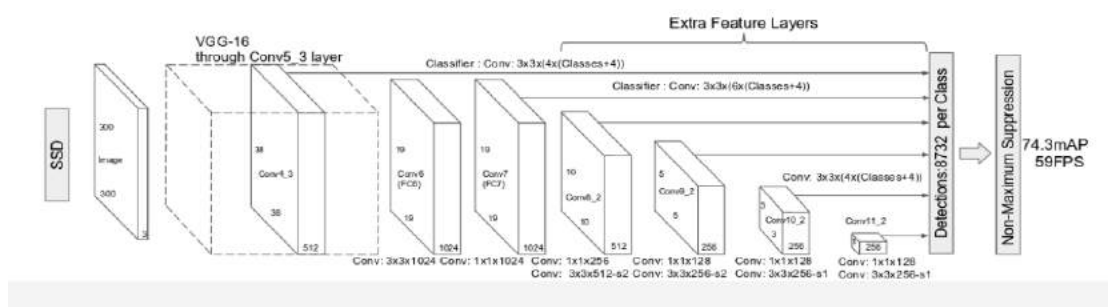 Extra Feature Layers
VGG-16
through Conv5_3 layer
Classifier : Conv: 3x3x(4x(Classes+4))
Classifier : Conv: 3x3x(6x(Classes+4))
SSD
300
Image
300
3
38
Conv4_3
38
512
19
Conv6
(FC6)
19
1024
19
Conv7
(FC7)
19
1024
10
Conv8_2
10
512
5
Conv9_2
5
256
Conv: 3x3x(4x(Classes+4))
3
Conv10_2
3
256
Conv11_2
256
Detections:8732 per Class
Non-Maximum Suppression
74.3mAP
59FPS
Conv: 3x3x1024
Conv: 1x1x1024
Conv: 1x1x256
Conv: 3x3x512-s2
Conv: 1x1x128
Conv: 3x3x256-s2
Conv: 1x1x128
Conv: 3x3x256-s1
Conv: 1x1x128
Conv: 3x3x256-s1